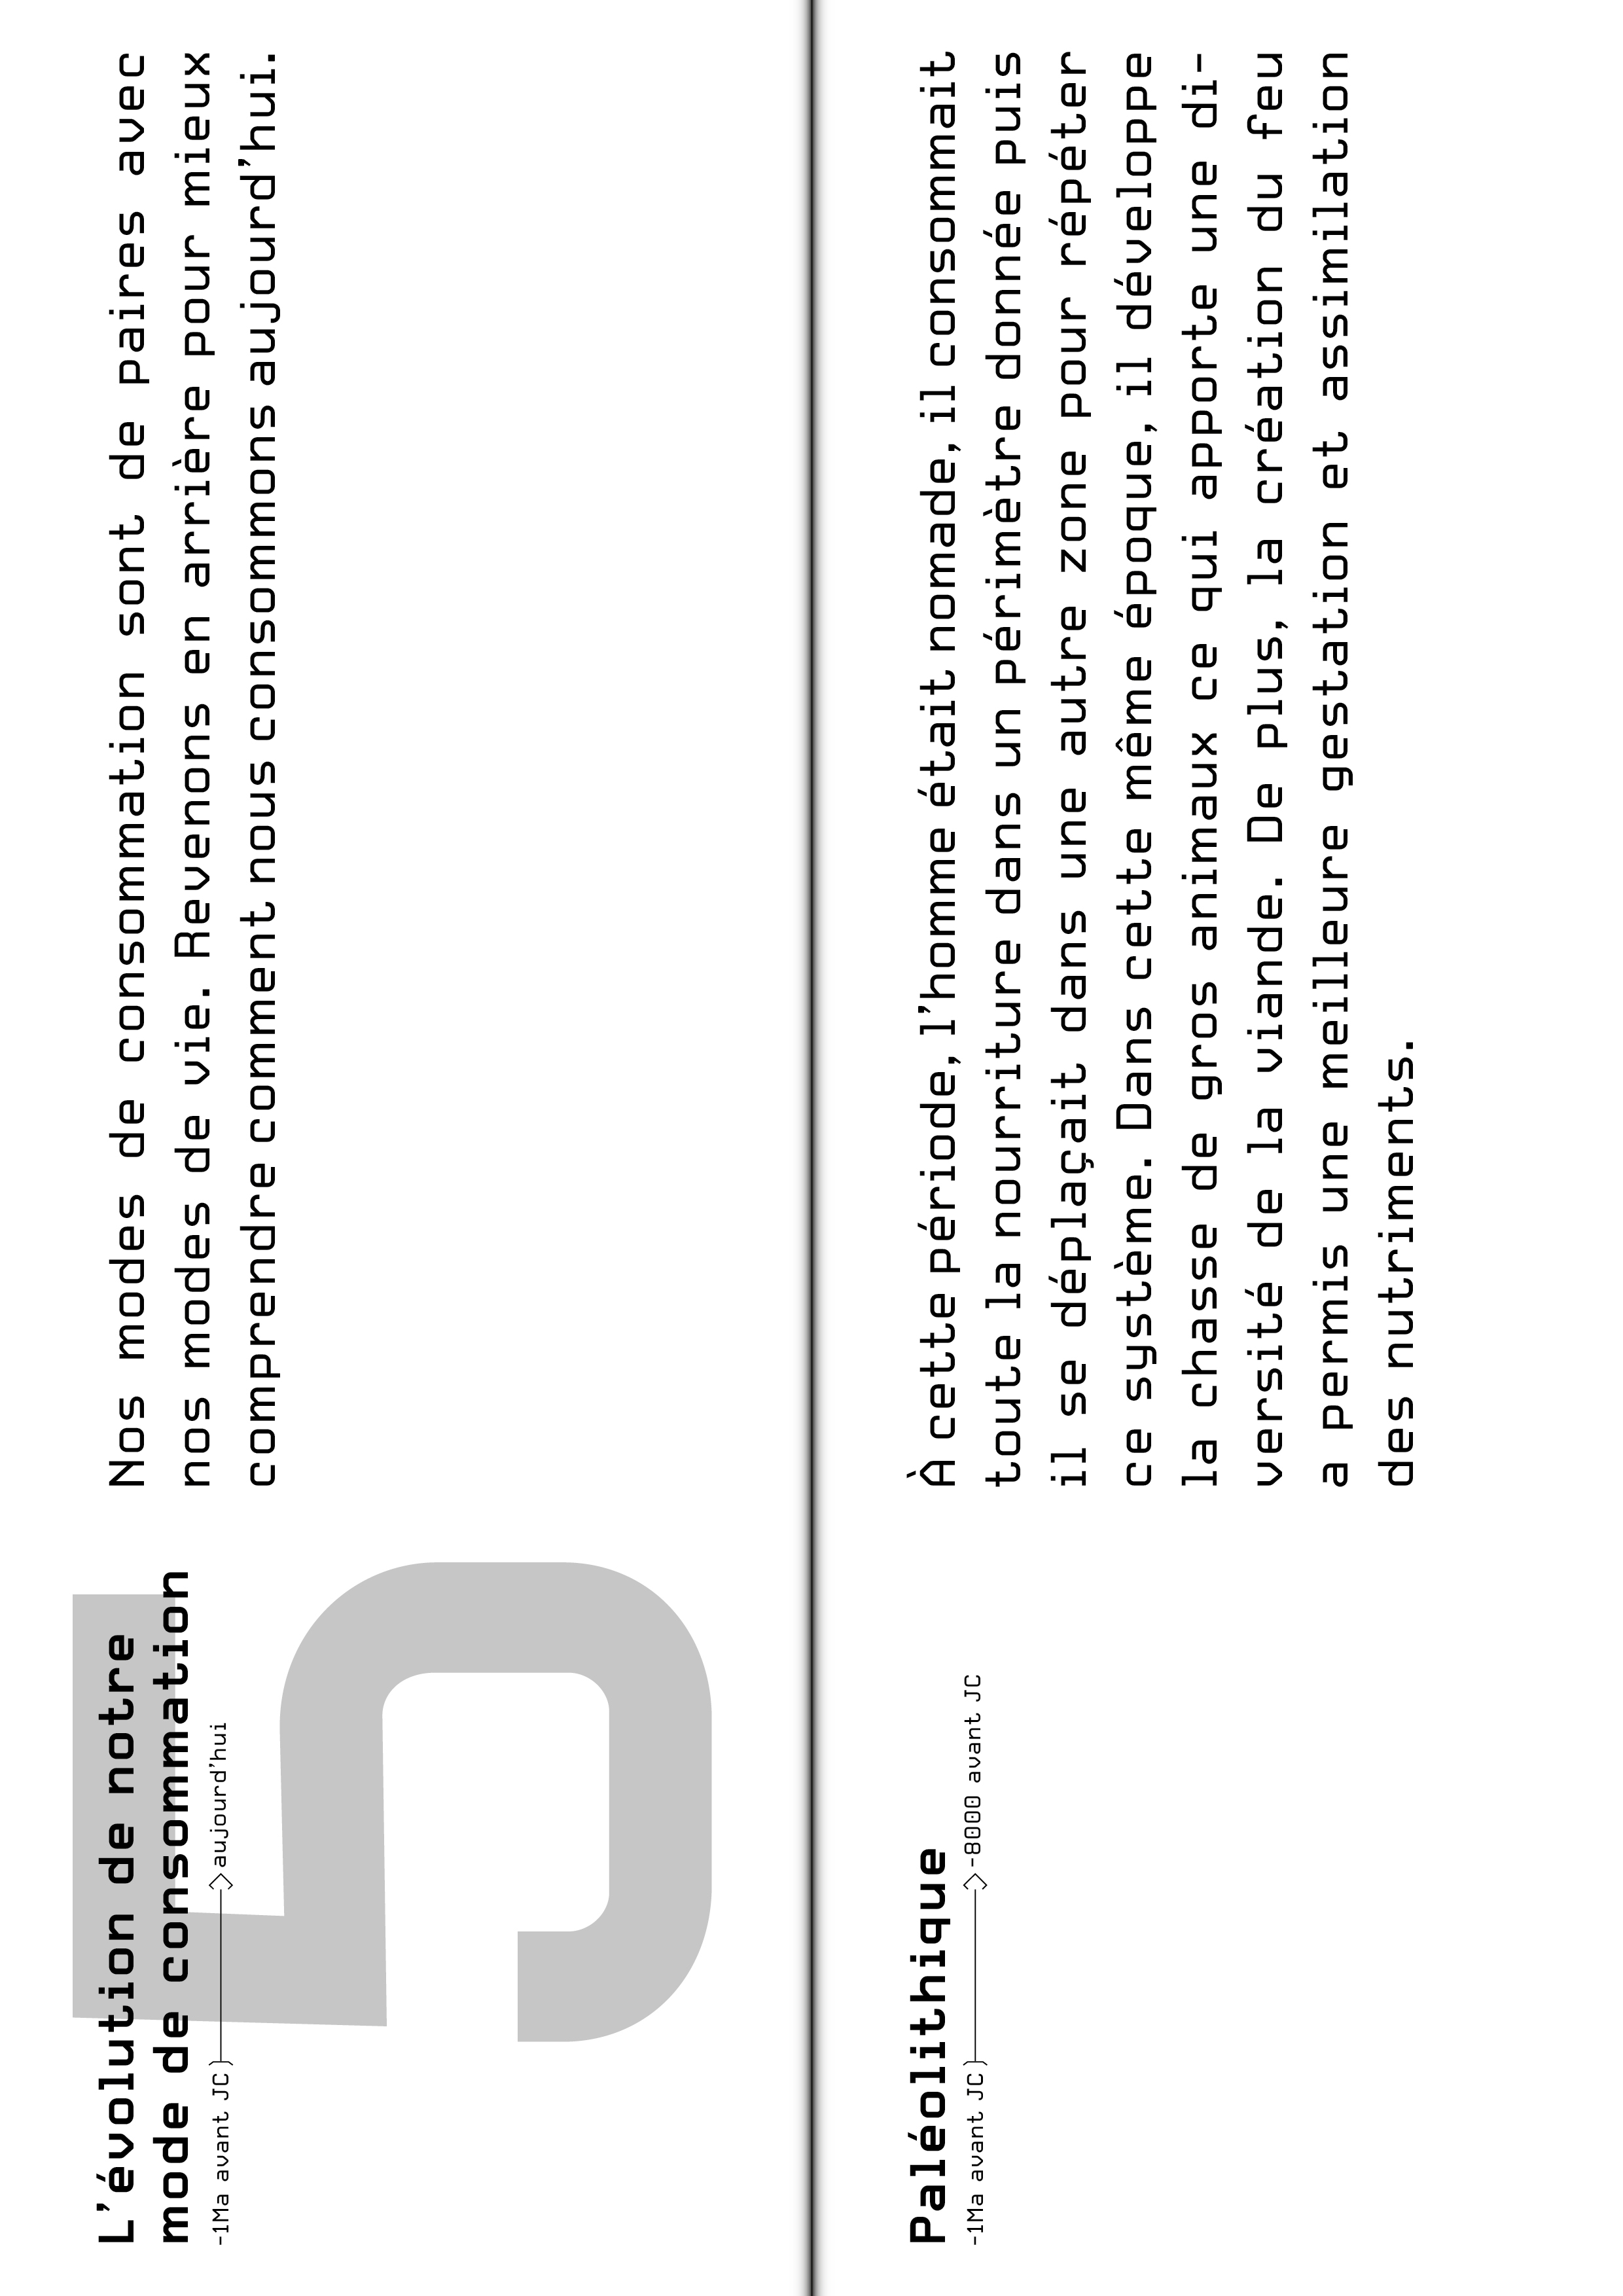 5
L’évolution de notre
mode de consommation
-1Ma avant JC aujourd’hui
Nos modes de consommation sont de paires avec
nos modes de vie. Revenons en arrière pour mieux
comprendre comment nous consommons aujourd’hui.
Paléolithique
-1Ma avant JC -8000 avant JC
À cette période, l’homme était nomade, il consommait
toute la nourriture dans un périmètre donnée puis
il se déplaçait dans une autre zone pour répéter
ce système. Dans cette même époque, il développe
la chasse de gros animaux ce qui apporte une di-
versité de la viande. De plus, la création du feu
a permis une meilleure gestation et assimilation
des nutriments.